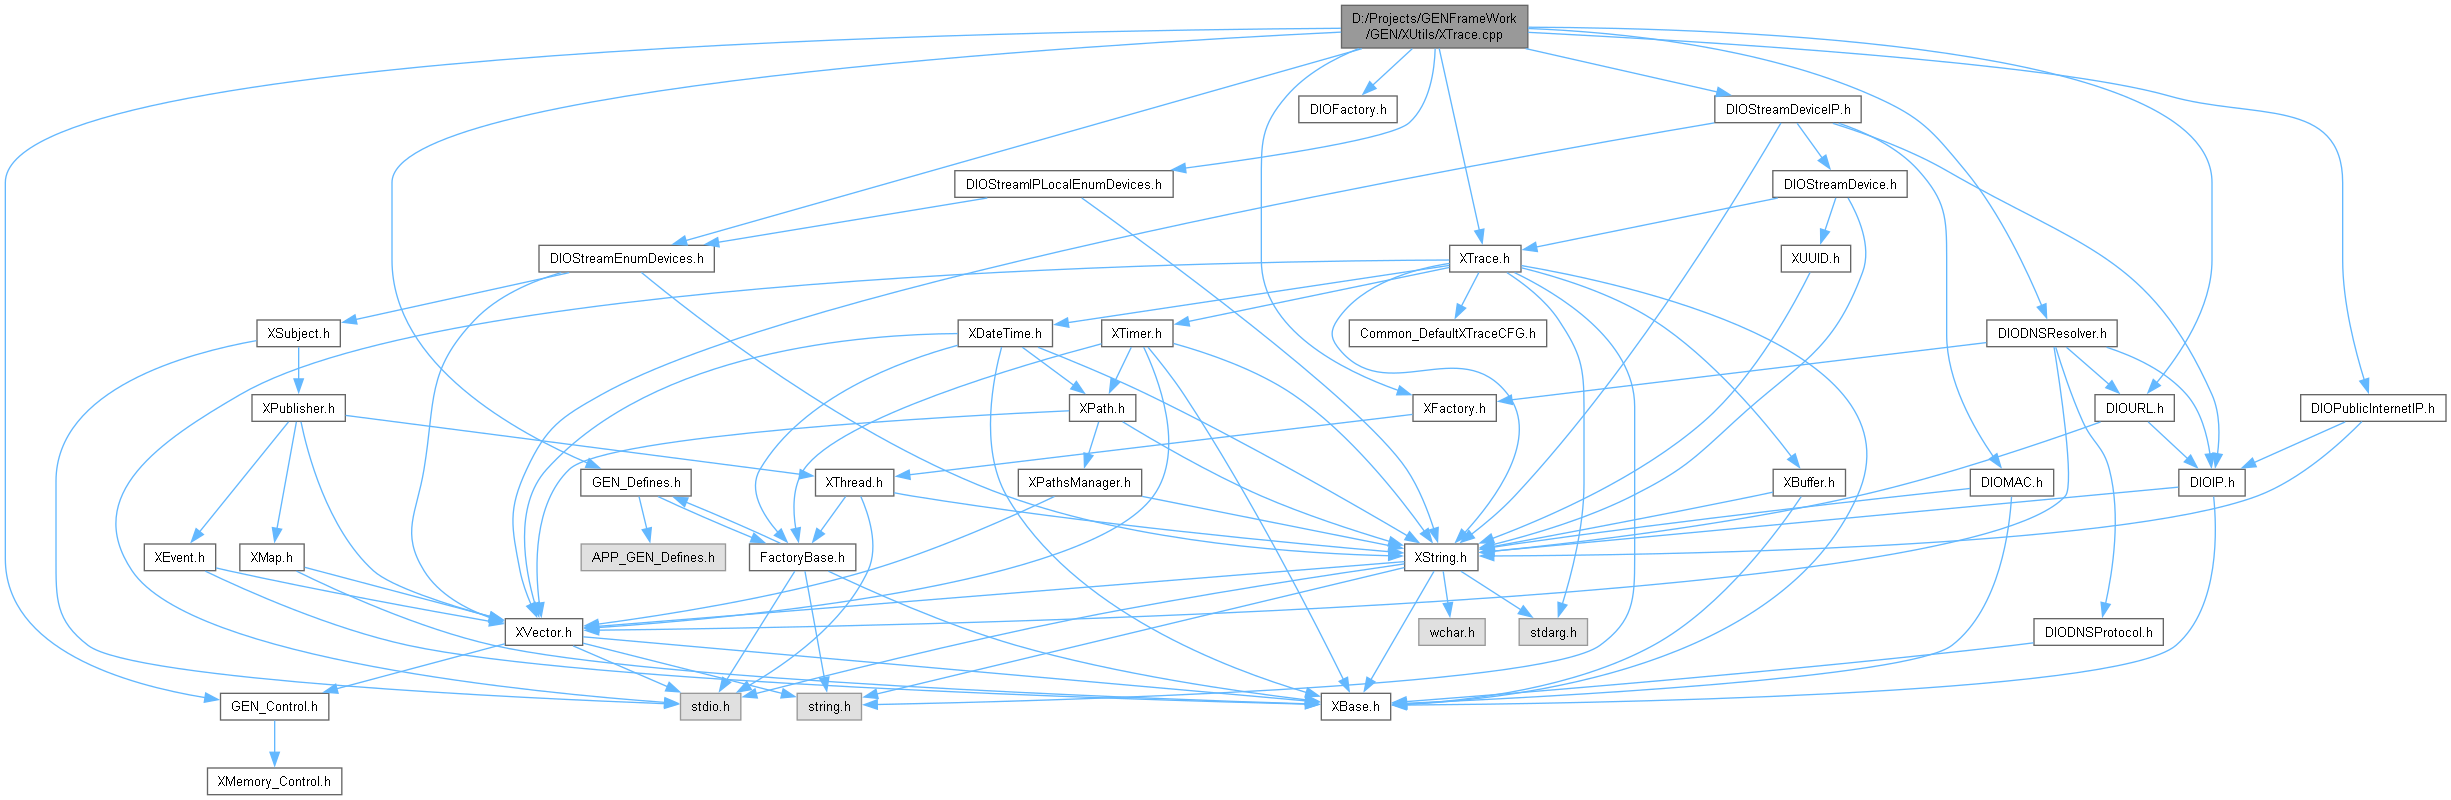 D:/Projects/GENFrameWork
/GEN/XUtils/XTrace.cpp
DIOFactory.h
DIOStreamDeviceIP.h
DIOStreamIPLocalEnumDevices.h
DIOStreamDevice.h
DIOStreamEnumDevices.h
XTrace.h
XUUID.h
XSubject.h
XDateTime.h
XTimer.h
Common_DefaultXTraceCFG.h
DIODNSResolver.h
XPublisher.h
XPath.h
XFactory.h
DIOURL.h
DIOPublicInternetIP.h
GEN_Defines.h
XThread.h
XPathsManager.h
XBuffer.h
DIOMAC.h
DIOIP.h
XEvent.h
XMap.h
APP_GEN_Defines.h
FactoryBase.h
XString.h
XVector.h
wchar.h
stdarg.h
DIODNSProtocol.h
GEN_Control.h
stdio.h
string.h
XBase.h
XMemory_Control.h